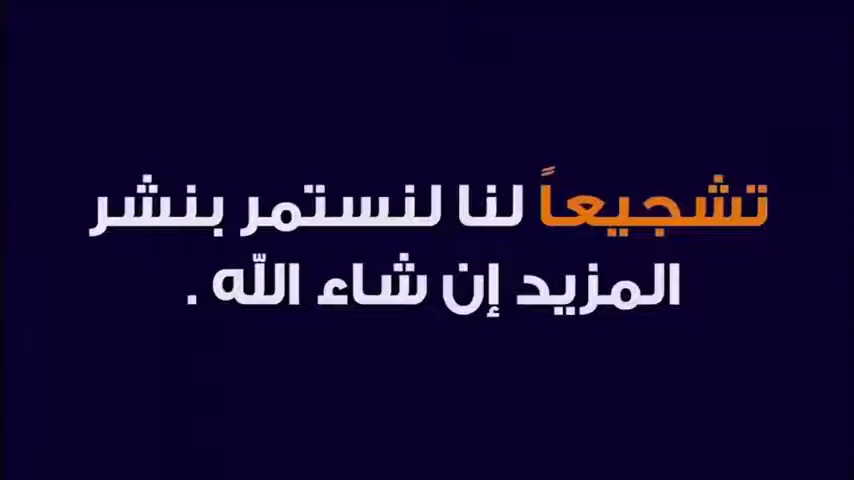 تشجيعاً لنا لنستمر بنشر
المزيد إن شاء الله .